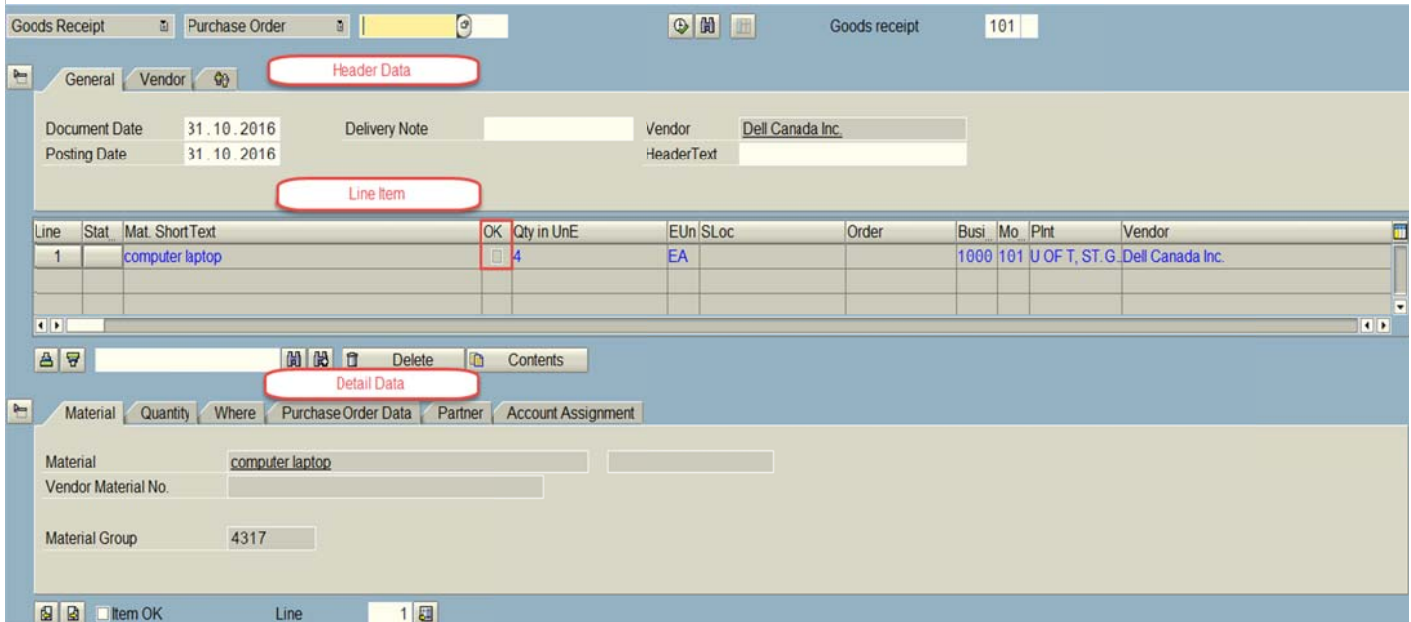 Goods Receipt Purchase Order Goods receipt 101
Header Data
General Vendor
Document Date 31.10.2016 Delivery Note Vendor Dell Canada Inc.
Posting Date 31.10.2016 HeaderText
Line Item
Line Stat Mat. Short Text OK Qty in UnE EUn SLoc Order Busi Mo Plnt Vendor
1 computer laptop 4 EA 1000 101 U OF T, ST. G. Dell Canada Inc.
Delete Contents
Detail Data
Material Quantity Where Purchase Order Data Partner Account Assignment
Material computer laptop
Vendor Material No.
Material Group 4317
Item OK Line 1